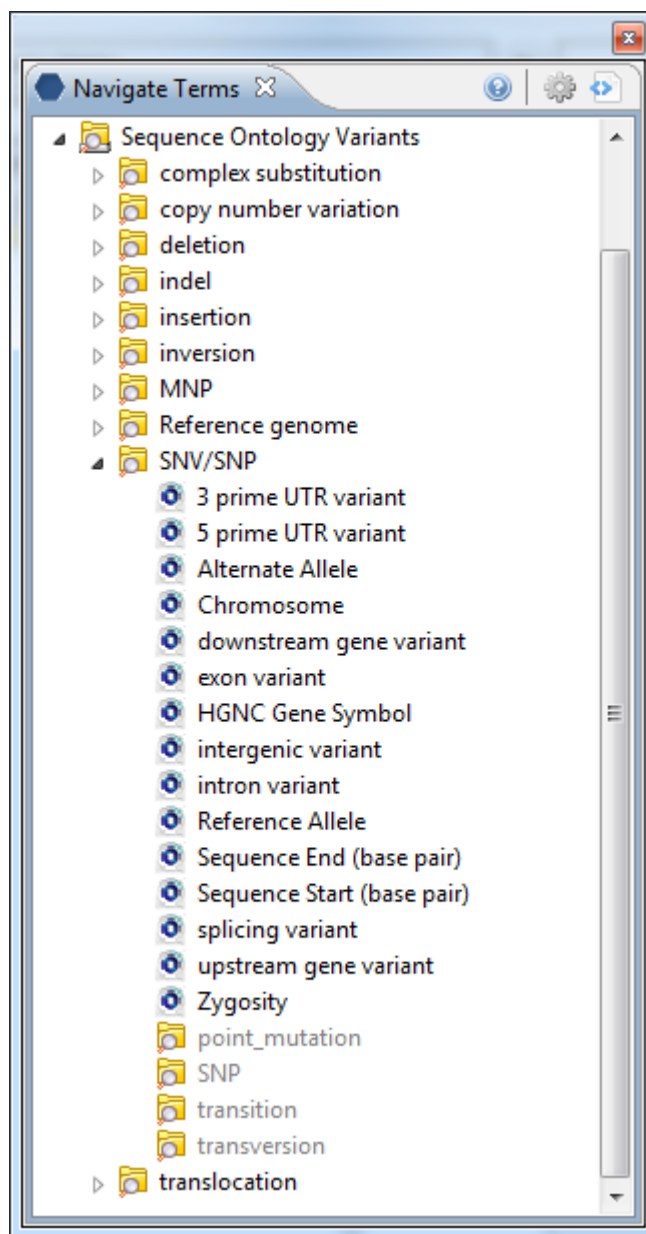 Navigate Terms
Sequence Ontology Variants
complex substitution
copy number variation
deletion
indel
insertion
inversion
MNP
Reference genome
SNV/SNP
3 prime UTR variant
5 prime UTR variant
Alternate Allele
Chromosome
downstream gene variant
exon variant
HGNC Gene Symbol
intergenic variant
intron variant
Reference Allele
Sequence End (base pair)
Sequence Start (base pair)
splicing variant
upstream gene variant
Zygosity
point_mutation
SNP
transition
transversion
translocation